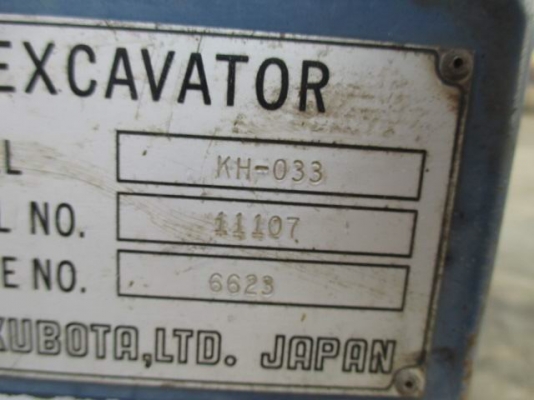 EXCAVATOR
L KH-033
L NO. 11107
E NO. 6623
KUBOTA,LTD. JAPAN